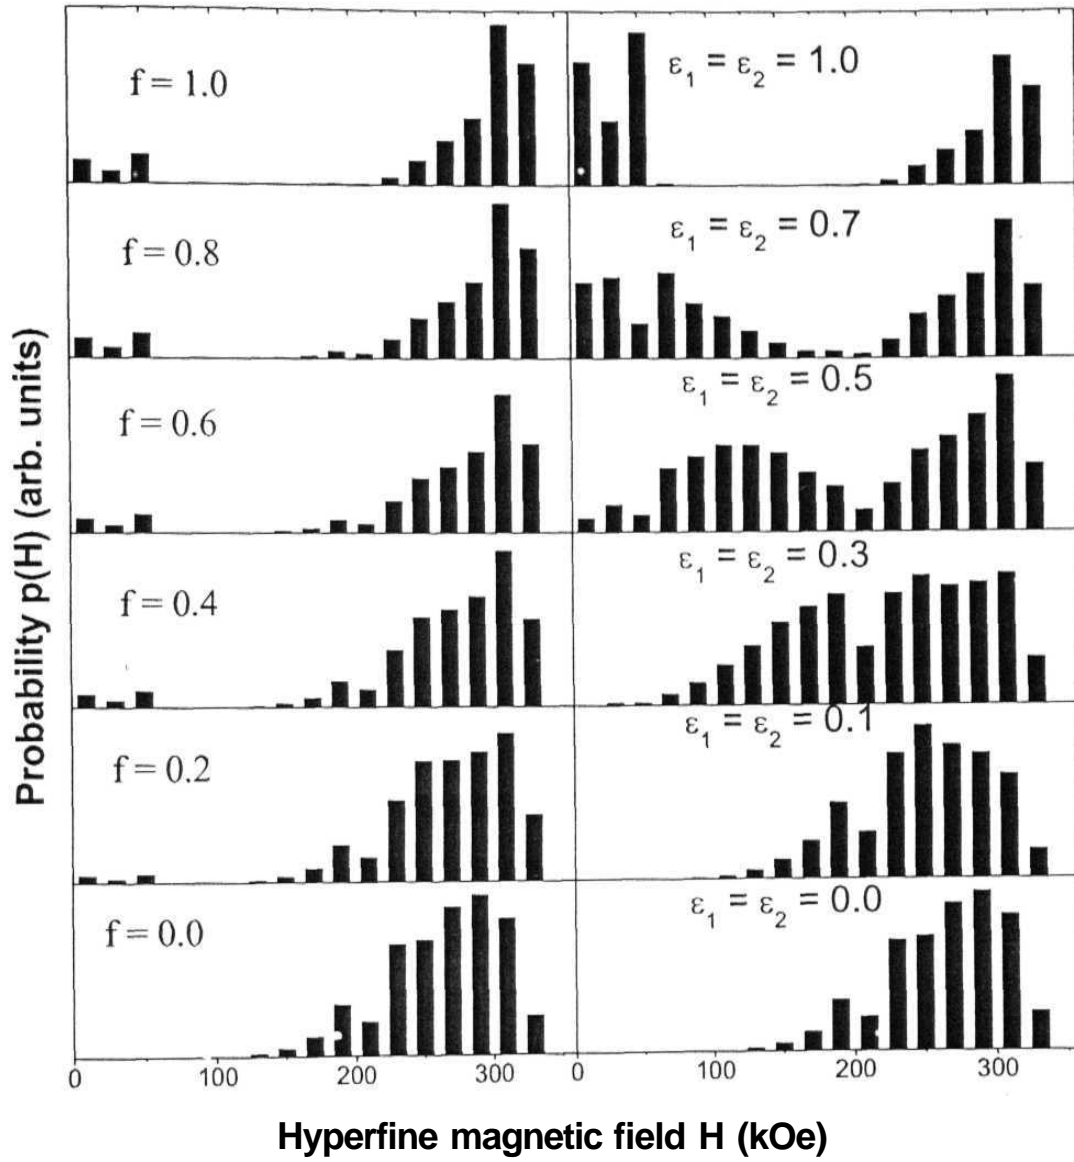 f = 1.0
ε₁ = ε₂ = 1.0
f = 0.8
ε₁ = ε₂ = 0.7
f = 0.6
ε₁ = ε₂ = 0.5
f = 0.4
ε₁ = ε₂ = 0.3
f = 0.2
ε₁ = ε₂ = 0.1
f = 0.0
ε₁ = ε₂ = 0.0
Probability p(H) (arb. units)
0 100 200 300 0 100 200 300
Hyperfine magnetic field H (kOe)